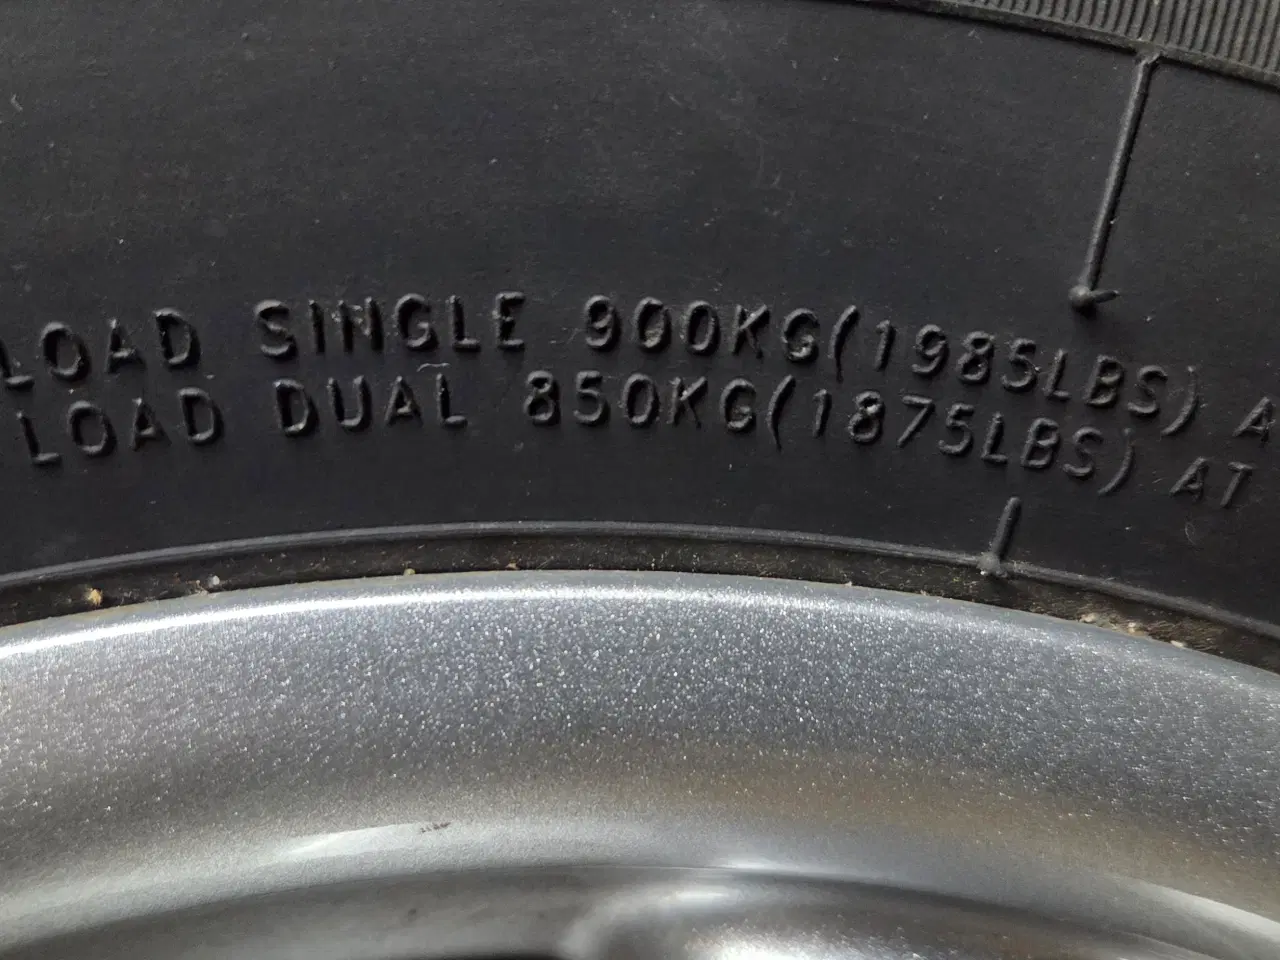 LOAD SINGLE 900KG(1985LBS) A
LOAD DUAL 850KG(1875LBS) AT